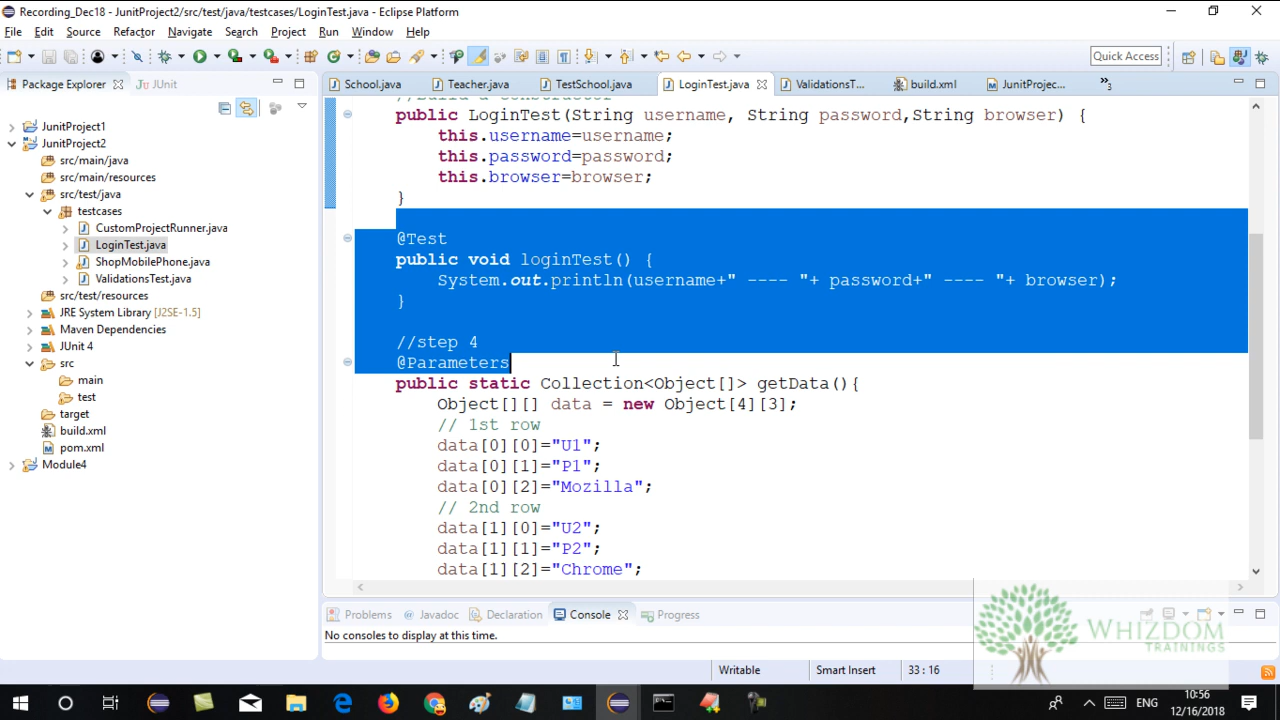 Recording_Dec18 - JunitProject2/src/test/java/testcases/LoginTest.java - Eclipse Platform
File Edit Source Refactor Navigate Search Project Run Window Help
Quick Access
Package Explorer JUnit
School.java Teacher.java TestSchool.java LoginTest.java ValidationsT... build.xml JunitProjec... »3
JunitProject1
JunitProject2
src/main/java
src/main/resources
src/test/java
testcases
CustomProjectRunner.java
LoginTest.java
ShopMobilePhone.java
ValidationsTest.java
src/test/resources
JRE System Library [J2SE-1.5]
Maven Dependencies
JUnit 4
src
main
test
target
build.xml
pom.xml
Module4
public LoginTest(String username, String password,String browser) {
this.username=username;
this.password=password;
this.browser=browser;
}
@Test
public void loginTest() {
System.out.println(username+" ---- "+ password+" ---- "+ browser);
}
//step 4
@Parameters
public static Collection<Object[]> getData(){
Object[][] data = new Object[4][3];
// 1st row
data[0][0]="U1";
data[0][1]="P1";
data[0][2]="Mozilla";
// 2nd row
data[1][0]="U2";
data[1][1]="P2";
data[1][2]="Chrome";
Problems Javadoc Declaration Console Progress
No consoles to display at this time.
WHIZDOM
TRAININGS
Writable Smart Insert 33 : 16
ENG
10:56
12/16/2018